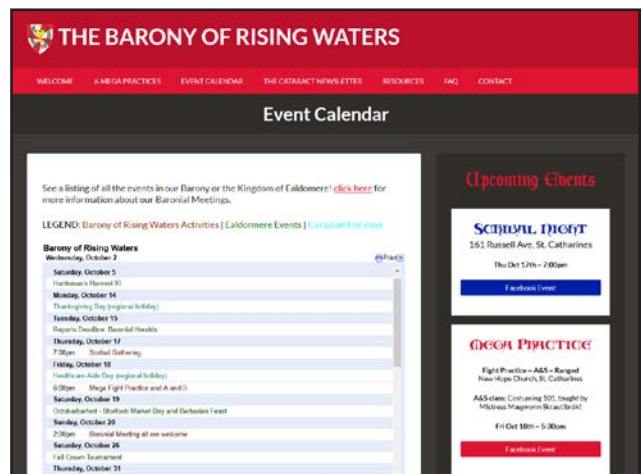 THE BARONY OF RISING WATERS
WELCOME & MEGA PRACTICES EVENT CALENDAR THE CATARACT NEWSLETTER RESOURCES FAQ CONTACT
Event Calendar
See a listing of all the events in our Barony or the Kingdom of Ealdomere! click here for
more information about our Baronial Meetings.
LEGEND: Barony of Rising Waters Activities | Ealdormere Events | Canadian Holidays
Barony of Rising Waters
Wednesday, October 2
Print
Saturday, October 5
Harvest XI
Monday, October 14
Thanksgiving Day (regional holiday)
Tuesday, October 15
Reports Deadline: Baronial Heralds
Thursday, October 17
7:00pm Scribal Gathering.
Friday, October 18
Healthcare Aide Day (regional holiday)
6:00pm Mega Fight Practice and A and S
Saturday, October 19
Octobarbarfest - Market Day and Barbarian Feast
Sunday, October 20
2:00pm Baronial Meeting all are welcome
Saturday, October 26
Fall Crown Tournament
Thursday, October 31
Upcoming Events
SCRIBAL NIGHT
161 Russell Ave, St. Catharines
Thu Oct 17th - 7:00pm
Facebook Event
MEGA PRACTICE
Fight Practice – A&S – Ranged
New Hope Church, St. Catharines
A&S class: Costuming 101, taught by
Mistress Magwynn
Fri Oct 18th - 5:30pm
Facebook Event